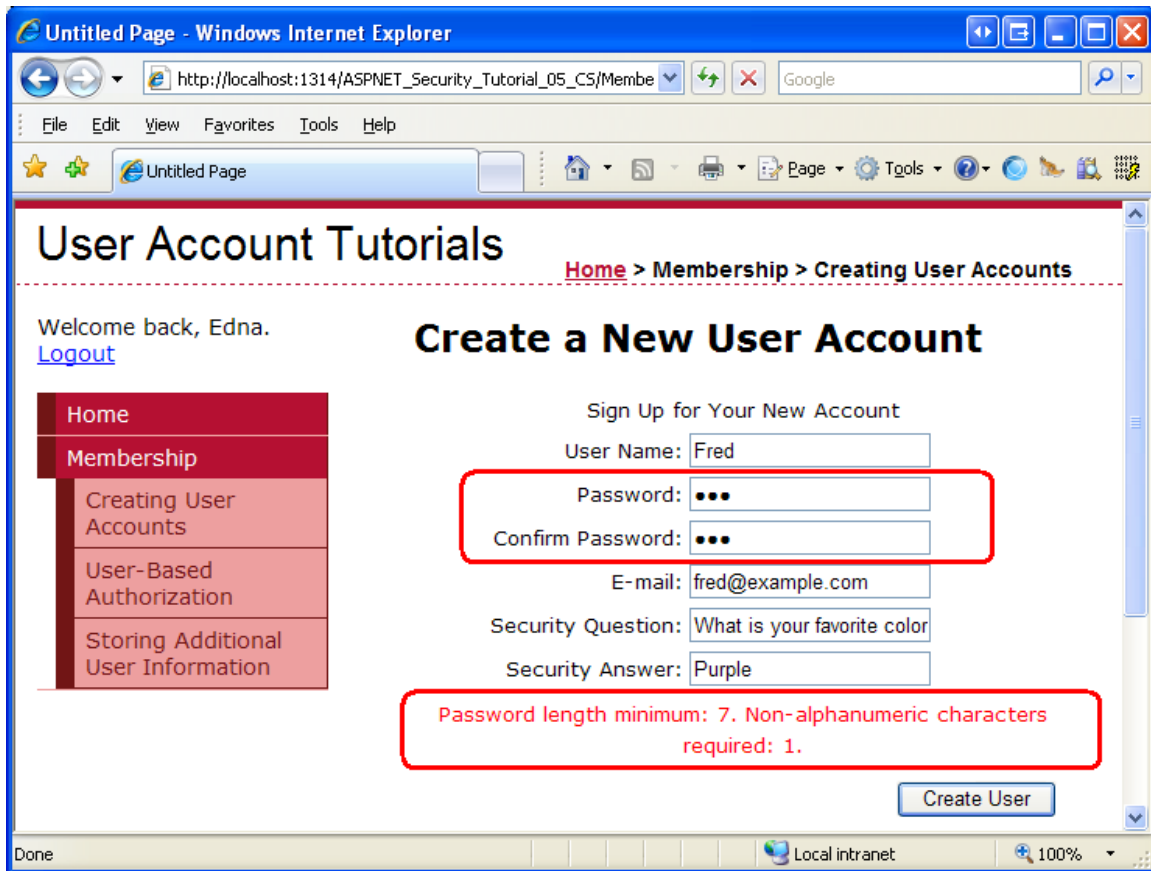 Untitled Page - Windows Internet Explorer
http://localhost:1314/ASPNET_Security_Tutorial_05_CS/Membe
Google
File Edit View Favorites Tools Help
Untitled Page
Page Tools
User Account Tutorials
Home > Membership > Creating User Accounts
Welcome back, Edna.
Logout
Home
Membership
Creating User
Accounts
User-Based
Authorization
Storing Additional
User Information
Create a New User Account
Sign Up for Your New Account
User Name: Fred
Password: •••
Confirm Password: •••
E-mail: fred@example.com
Security Question: What is your favorite color
Security Answer: Purple
Password length minimum: 7. Non-alphanumeric characters
required: 1.
Create User
Done
Local intranet
100%